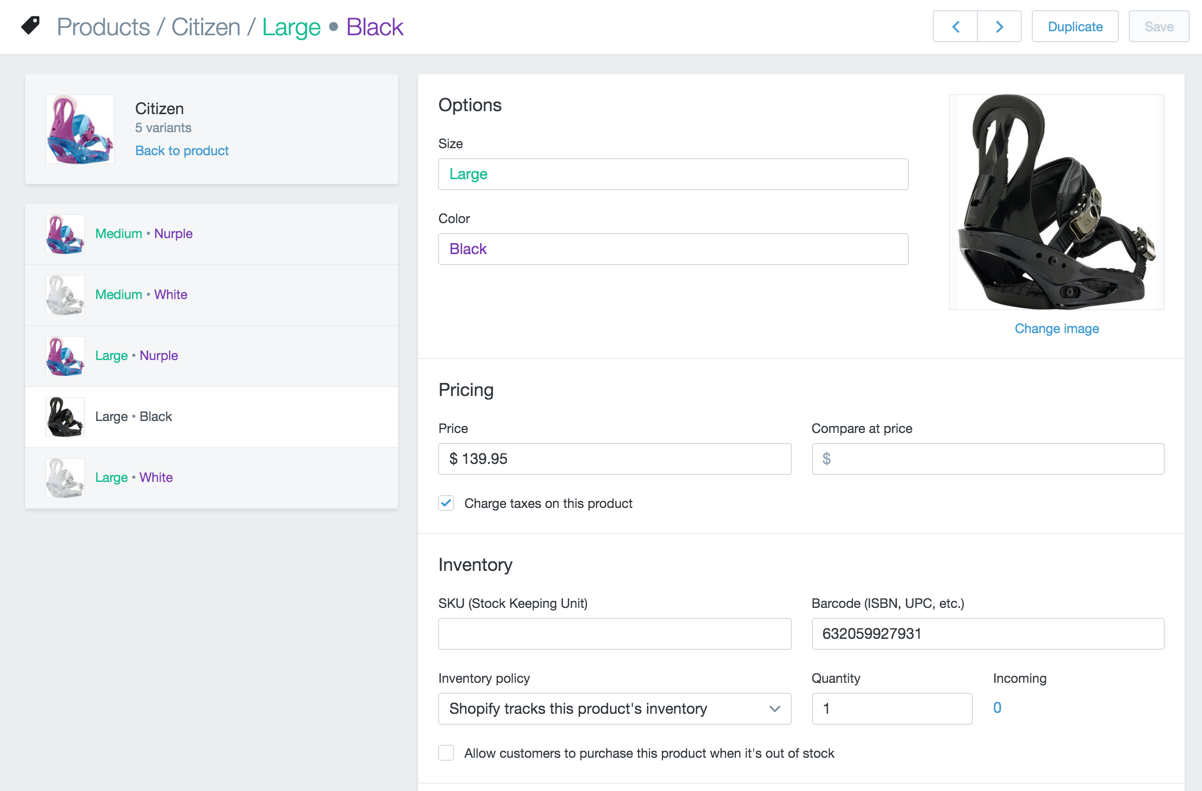 Products / Citizen / Large • Black
Duplicate
Save
Citizen
5 variants
Back to product
Medium • Nurple
Medium • White
Large • Nurple
Large • Black
Large • White
Options
Size
Large
Color
Black
Change image
Pricing
Price
Compare at price
$ 139.95
$
Charge taxes on this product
Inventory
SKU (Stock Keeping Unit)
Barcode (ISBN, UPC, etc.)
632059927931
Inventory policy
Quantity
Incoming
Shopify tracks this product's inventory
1
0
Allow customers to purchase this product when it's out of stock